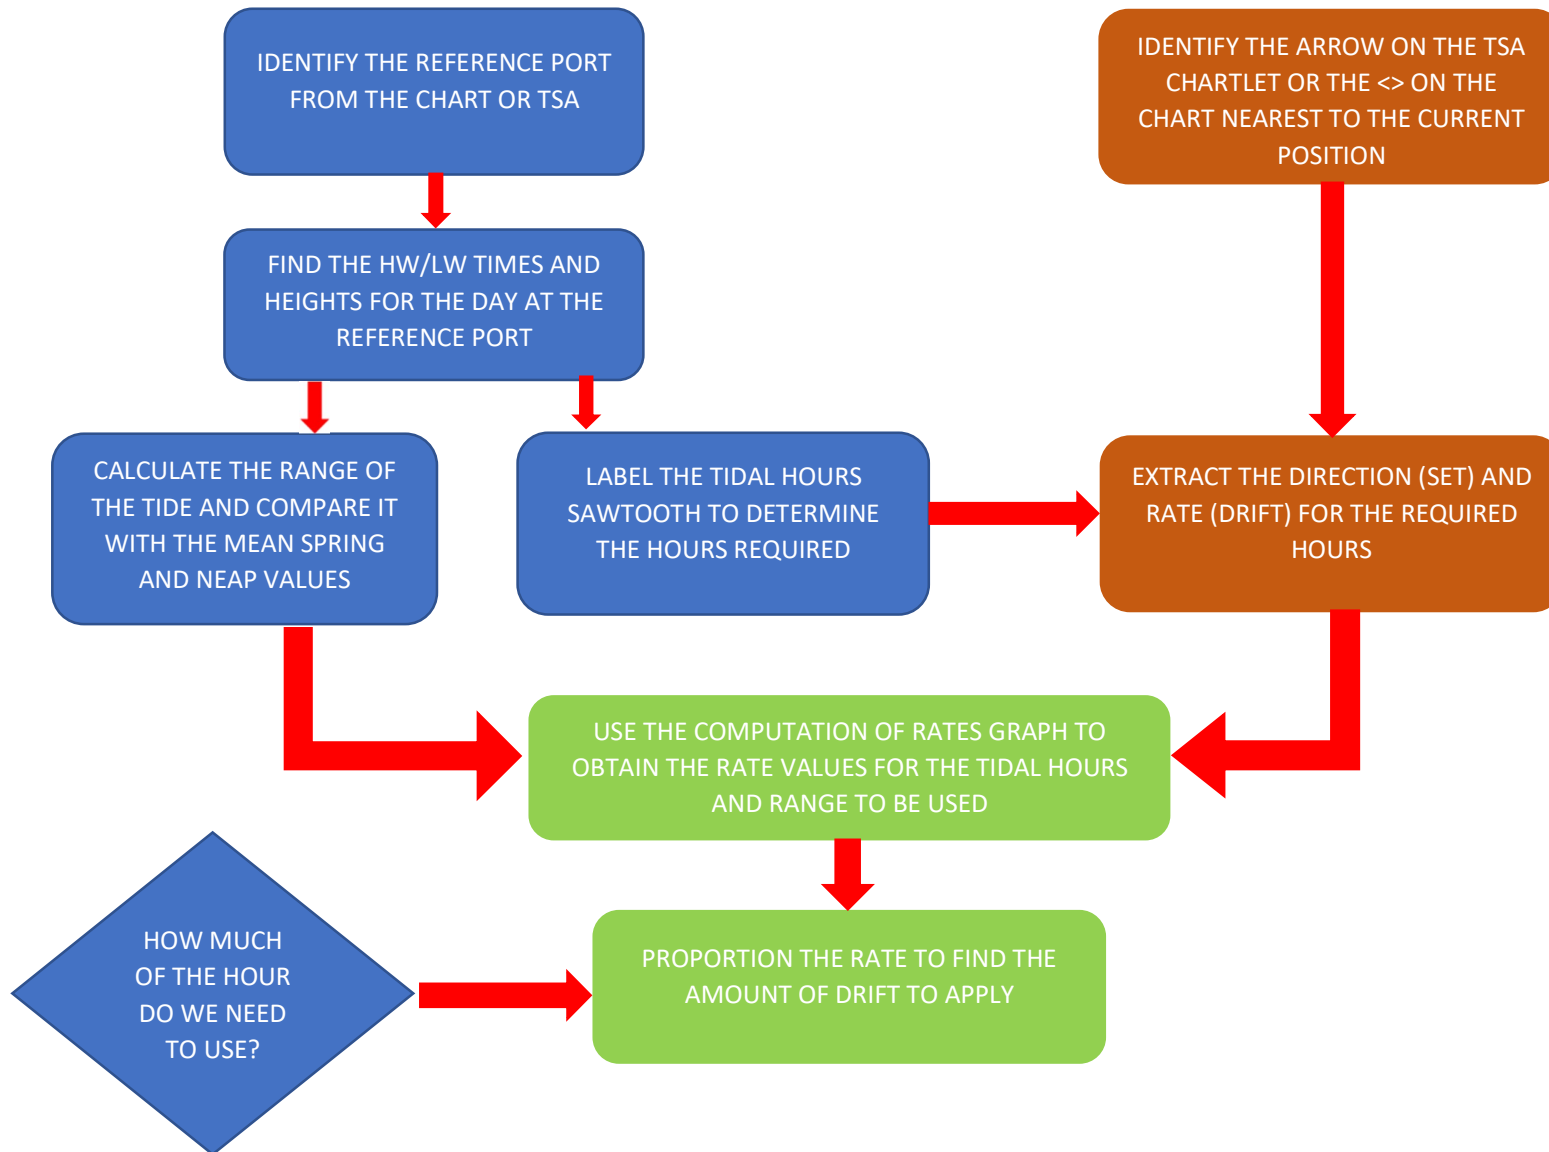 IDENTIFY THE REFERENCE PORT
FROM THE CHART OR TSA
IDENTIFY THE ARROW ON THE TSA
CHARTLET OR THE <> ON THE
CHART NEAREST TO THE CURRENT
POSITION
FIND THE HW/LW TIMES AND
HEIGHTS FOR THE DAY AT THE
REFERENCE PORT
CALCULATE THE RANGE OF
THE TIDE AND COMPARE IT
WITH THE MEAN SPRING
AND NEAP VALUES
LABEL THE TIDAL HOURS
SAWTOOTH TO DETERMINE
THE HOURS REQUIRED
EXTRACT THE DIRECTION (SET) AND
RATE (DRIFT) FOR THE REQUIRED
HOURS
USE THE COMPUTATION OF RATES GRAPH TO
OBTAIN THE RATE VALUES FOR THE TIDAL HOURS
AND RANGE TO BE USED
HOW MUCH
OF THE HOUR
DO WE NEED
TO USE?
PROPORTION THE RATE TO FIND THE
AMOUNT OF DRIFT TO APPLY